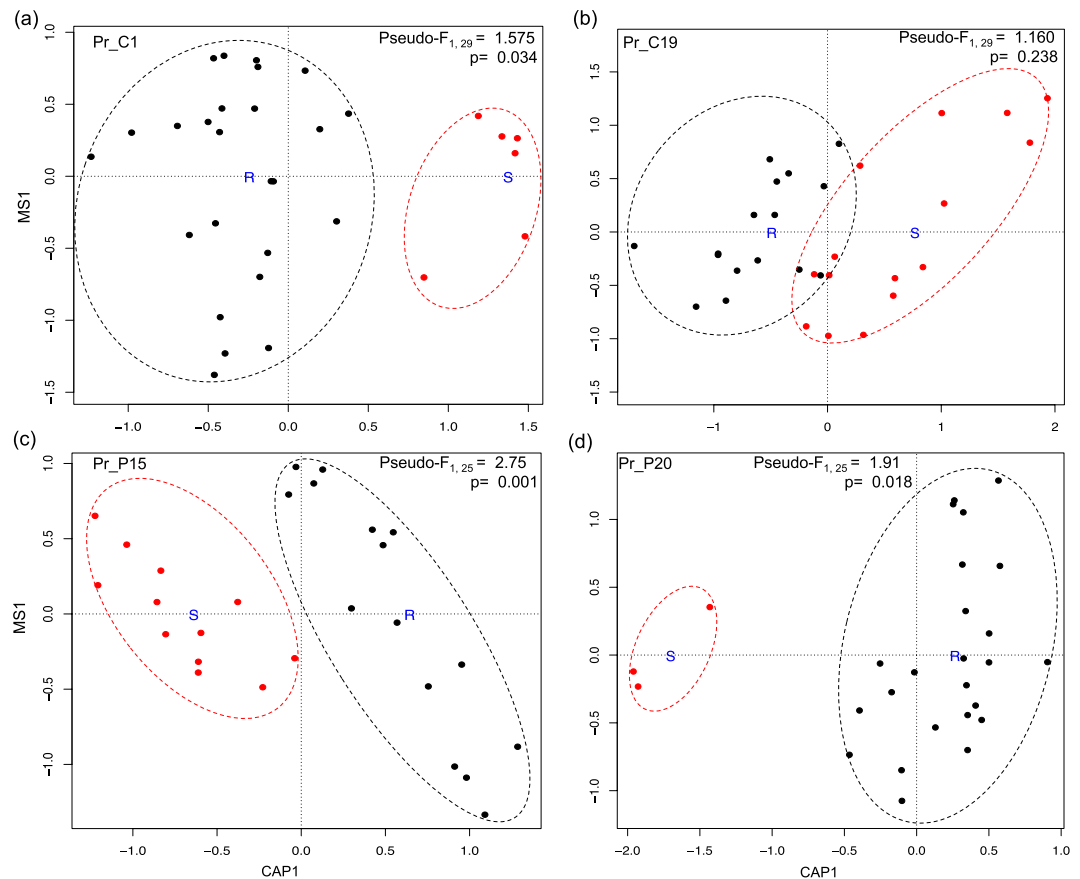 (a)
Pr_C1
Pseudo-F1, 29 = 1.575
p= 0.034
R
S
MS1
1.0
0.5
0.0
−0.5
−1.0
−1.5
−1.0
−0.5
0.0
0.5
1.0
1.5
(b)
Pr_C19
Pseudo-F1, 29 = 1.160
p= 0.238
R
S
1.5
1.0
0.5
0.0
−0.5
−1.0
−1.5
−1
0
1
2
(c)
Pr_P15
Pseudo-F1, 25 = 2.75
p= 0.001
S
R
MS1
1.0
0.5
0.0
−0.5
−1.0
−1.0
−0.5
0.0
0.5
1.0
CAP1
(d)
Pr_P20
Pseudo-F1, 25 = 1.91
p= 0.018
S
R
1.0
0.5
0.0
−0.5
−1.0
−2.0
−1.5
−1.0
−0.5
0.0
0.5
1.0
CAP1